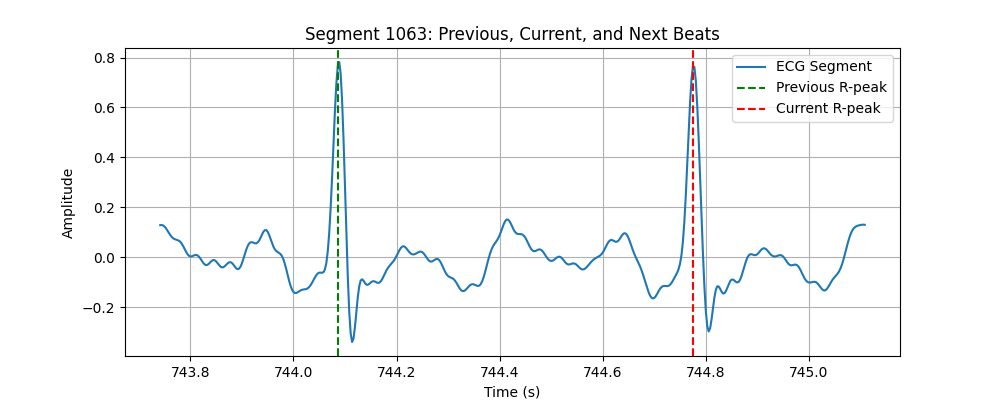 Segment 1063: Previous, Current, and Next Beats
ECG Segment
Previous R-peak
Current R-peak
Amplitude
0.8
0.6
0.4
0.2
0.0
−0.2
743.8 744.0 744.2 744.4 744.6 744.8 745.0
Time (s)